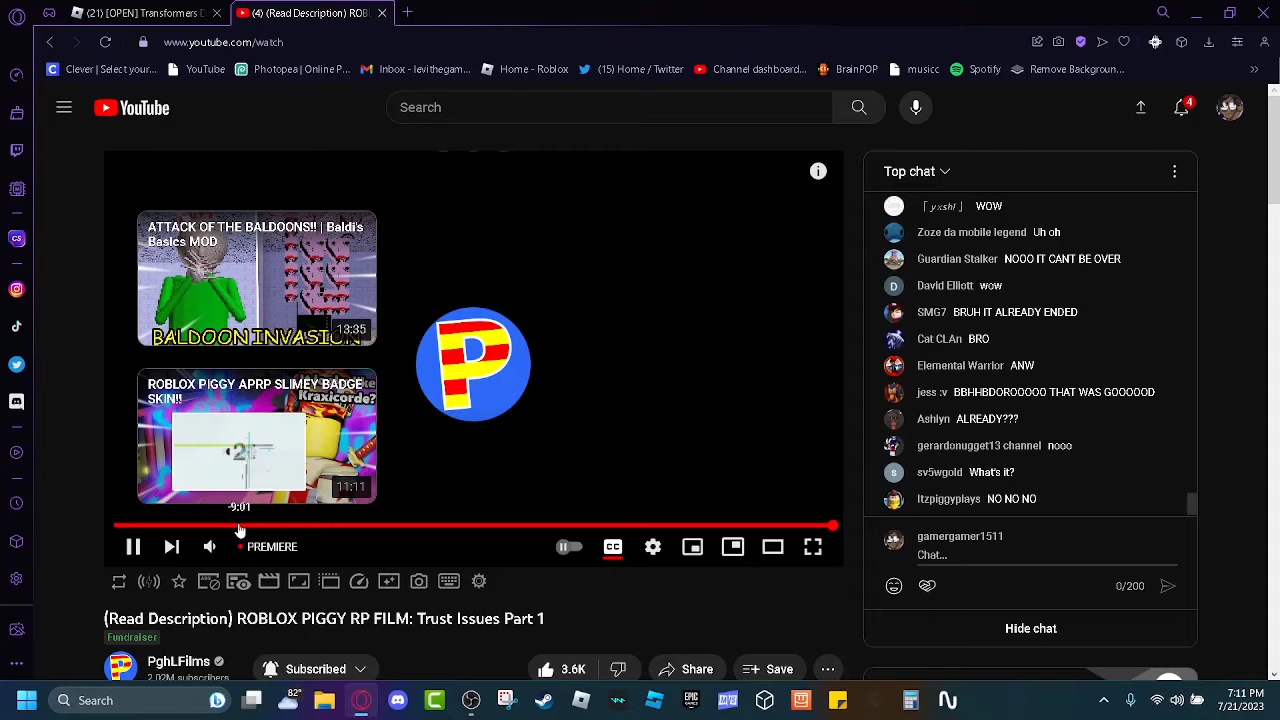 (21) [OPEN] Transformers D
(4) (Read Description) ROBL
www.youtube.com/watch
Clever | Select your...
YouTube
Photopea | Online P...
Inbox - levithegam...
Home - Roblox
(15) Home / Twitter
Channel dashboard...
BrainPOP
musicc
Spotify
Remove Backgroun...
YouTube
Search
4
ATTACK OF THE BALDOONS!! | Baldi's
Basics MOD
BALDOON INVASION
13:35
ROBLOX PIGGY APRP SLIMEY BADGE
SKIN!!
Kraxicorde?
11:11
-9:01
P
PREMIERE
CC
Top chat
「 yxshl 」 WOW
Zoze da mobile legend Uh oh
Guardian Stalker NOOO IT CANT BE OVER
David Elliott wow
SMG7 BRUH IT ALREADY ENDED
Cat CLAn BRO
Elemental Warrior ANW
jess :v BBHHBDOROOOOO THAT WAS GOOOOOD
Ashlyn ALREADY???
gerardonugget13 channel nooo
sv5wgold What's it?
Itzpiggyplays NO NO NO
gamergamer1511
Chat...
0/200
Hide chat
(Read Description) ROBLOX PIGGY RP FILM: Trust Issues Part 1
Fundraiser
PghLFilms
2.02M subscribers
Subscribed
3.6K
Share
Save
Search
82°
7:11 PM
7/21/2023